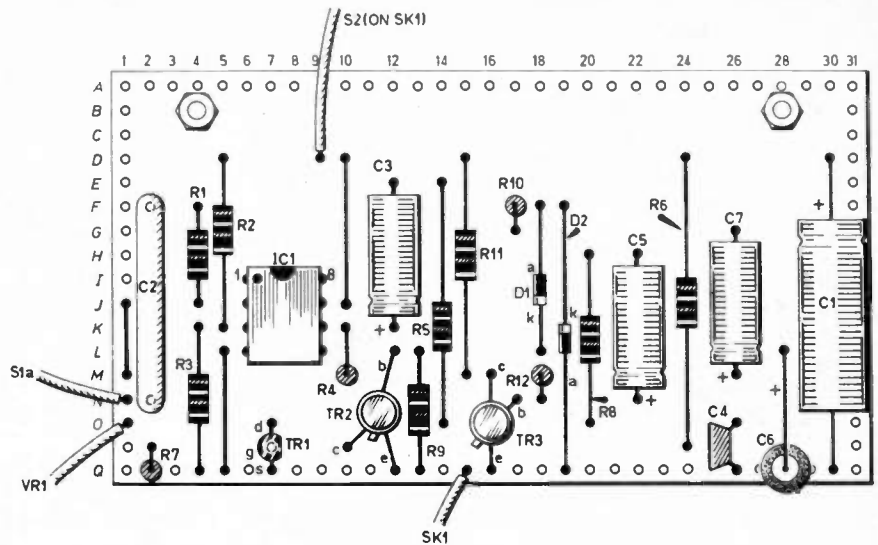 S2(ON SK1)
1 2 3 4 5 6 7 8 10 12 14 16 18 20 22 24 26 28 30 31
A
B
C
D
E
F
G
H
I
J
K
L
M
N
O
Q
C3
R10
R1
R2
R11
D2
R6
C7
C5
+
C
C2
C
IC1
1
8
a
D1
k
k
a
C1
+
R5
+
R3
R4
b
TR2
c
e
R9
c
b
TR3
e
R12
R8
+
+
+
C4
C6
S1a
VR1
R7
d
g
s
TR1
SK1